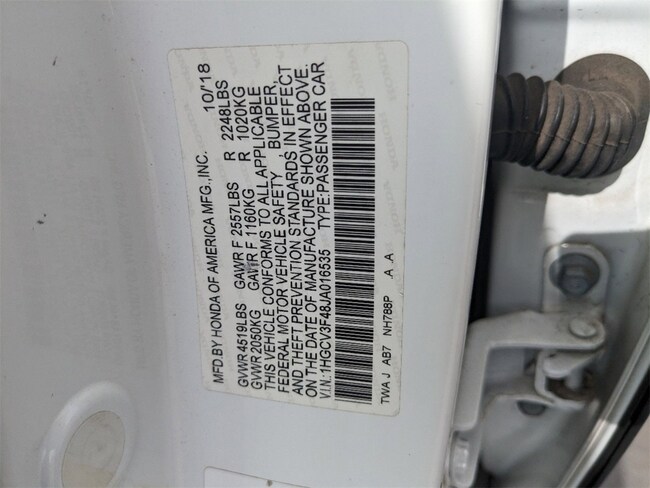 MFD.BY HONDA OF AMERICA MFG.,INC. 10/'18
GVWR 4519LBS GAWR F 2557LBS R 2248LBS
GVWR 2050KG GAWR F 1160KG R 1020KG
THIS VEHICLE CONFORMS TO ALL APPLICABLE
FEDERAL MOTOR VEHICLE SAFETY , BUMPER,
AND THEFT PREVENTION STANDARDS IN EFFECT
ON THE DATE OF MANUFACTURE SHOWN ABOVE.
V.I.N.:1HGCV3F48JA016535 TYPE:PASSENGER CAR
TWA J AB7 NH788P A .A